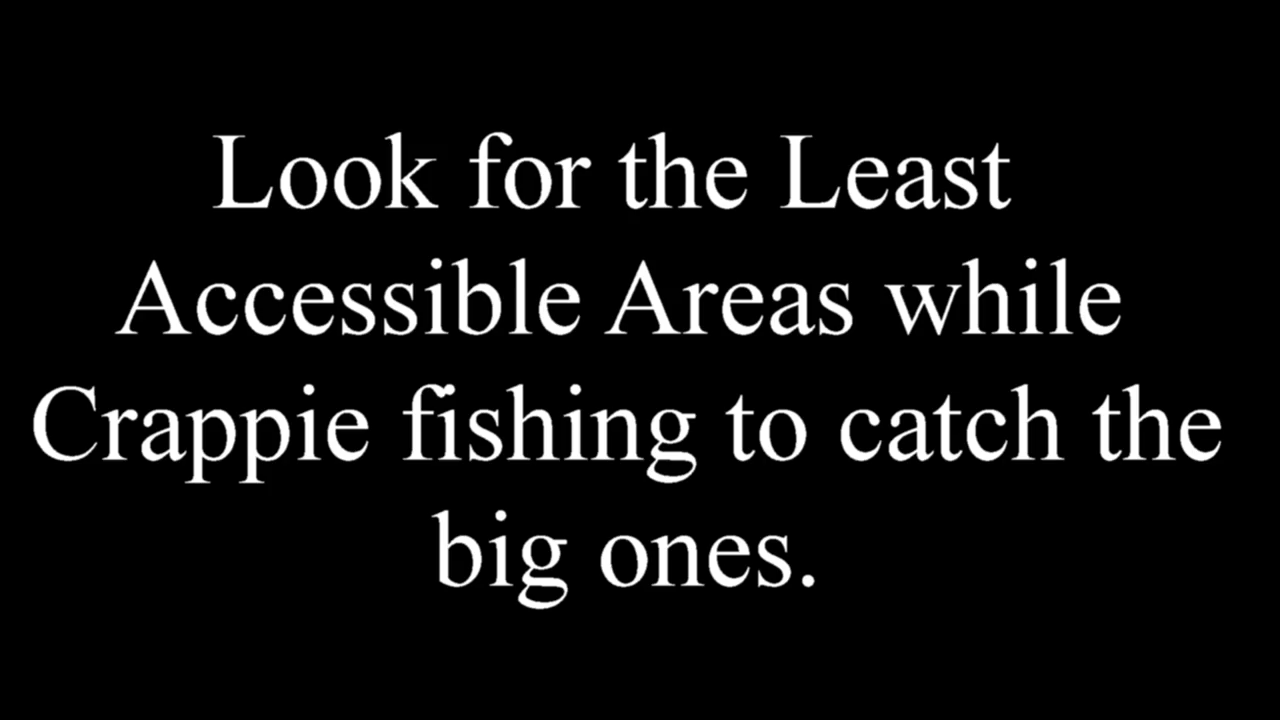 Look for the Least
Accessible Areas while
Crappie fishing to catch the
big ones.